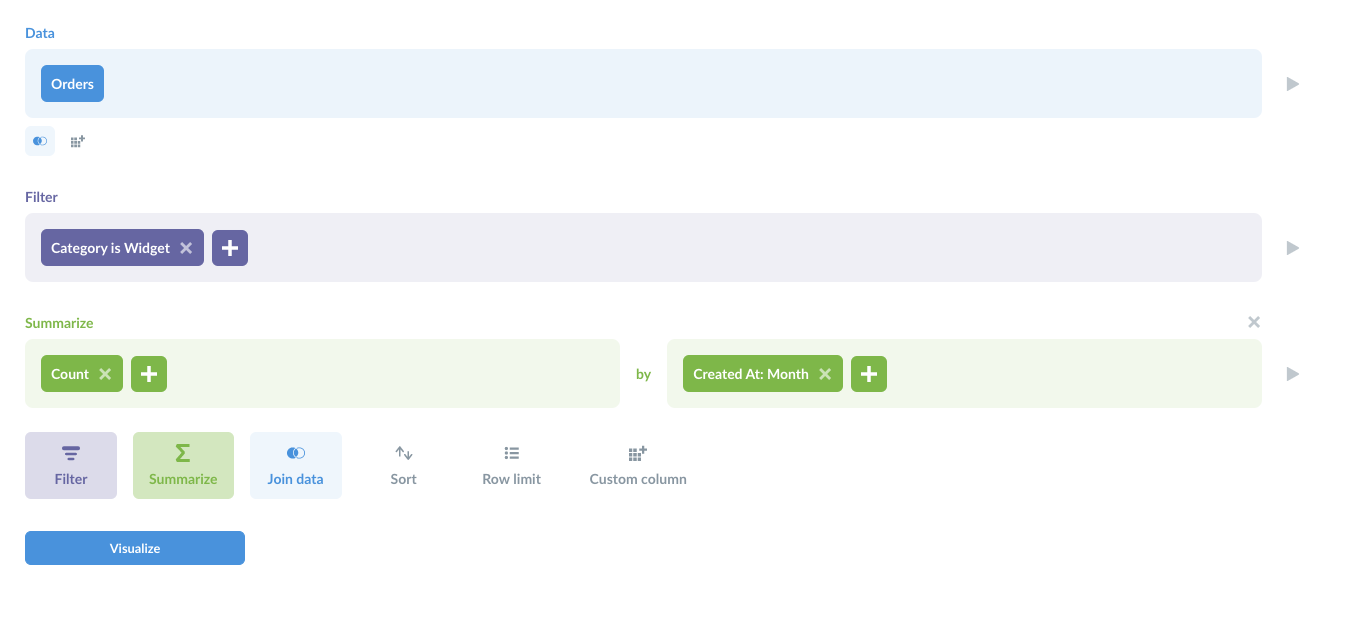 Data
Orders
Filter
Category is Widget
Summarize
Count
by
Created At: Month
Filter
Summarize
Join data
Sort
Row limit
Custom column
Visualize